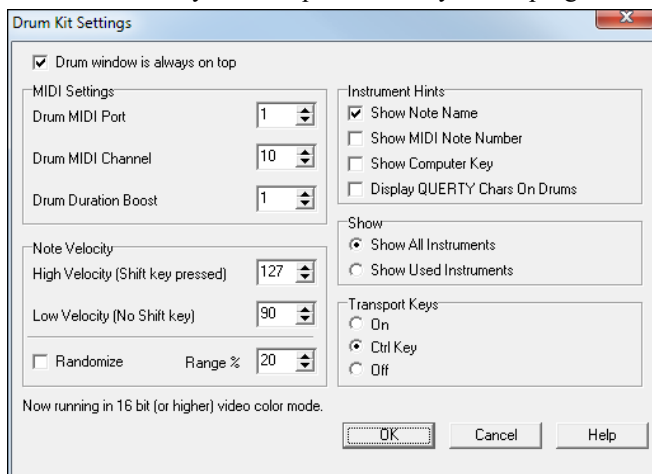 Drum Kit Settings
Drum window is always on top
MIDI Settings
Drum MIDI Port 1
Drum MIDI Channel 10
Drum Duration Boost 1
Note Velocity
High Velocity (Shift key pressed) 127
Low Velocity (No Shift key) 90
Randomize Range % 20
Instrument Hints
Show Note Name
Show MIDI Note Number
Show Computer Key
Display QUERTY Chars On Drums
Show
Show All Instruments
Show Used Instruments
Transport Keys
On
Ctrl Key
Off
Now running in 16 bit (or higher) video color mode.
OK Cancel Help